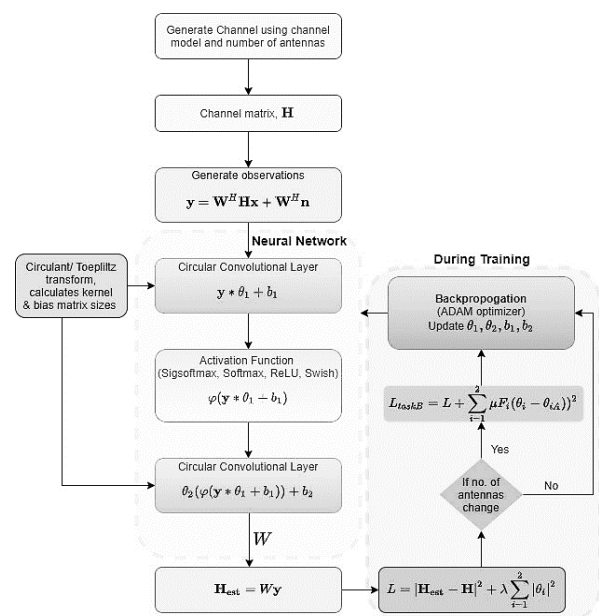 Generate Channel using channel
model and number of antennas
Channel matrix, H
Generate observations
y = W^H Hx + W^H n
Neural Network
Circulant/ Toeplitz
transform,
calculates kernel
& bias matrix sizes
Circular Convolutional Layer
y * θ₁ + b₁
Activation Function
(Sigsoftmax, Softmax, ReLU, Swish)
φ(y * θ₁ + b₁)
Circular Convolutional Layer
θ₂(φ(y * θ₁ + b₁)) + b₂
W
H_est = Wy
During Training
Backpropogation
(ADAM optimizer)
Update θ₁, θ₂, b₁, b₂
L_taskB = L + ∑_{i=1}^{2} μF_i(θ_i − θ_{iA}))²
Yes
If no. of
antennas
change
No
L = |H_est − H|² + λ ∑_{i=1}^{2} |θ_i|²